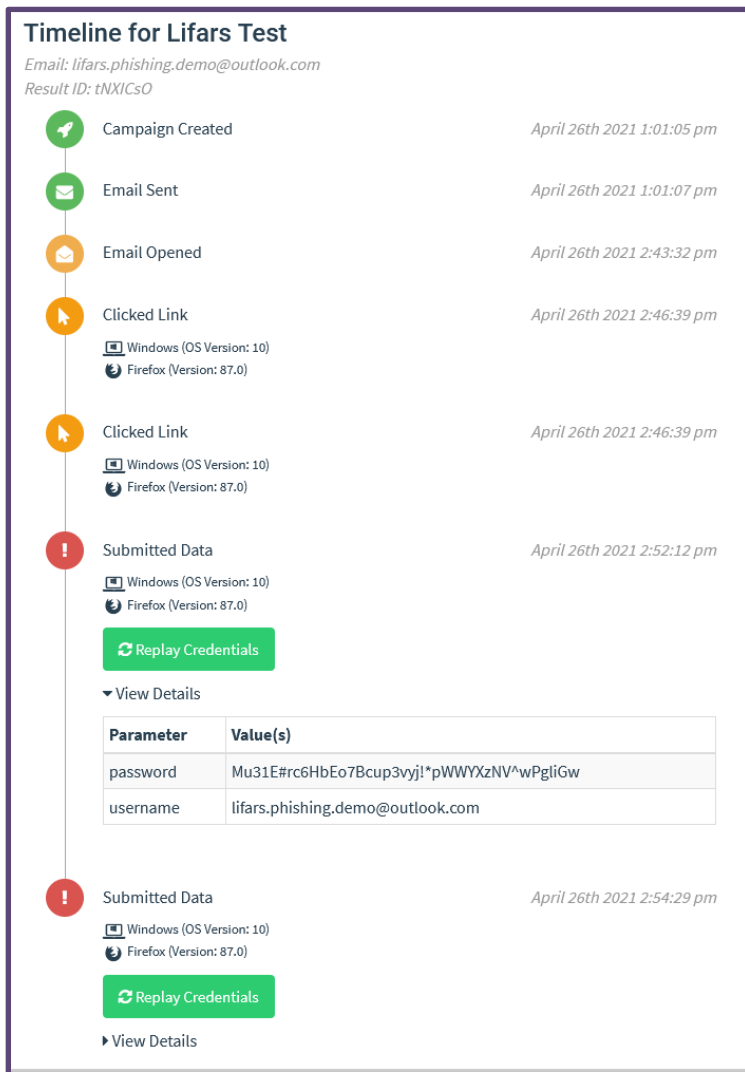 Timeline for Lifars Test
Email: lifars.phishing.demo@outlook.com
Result ID: tNXICsO
Campaign Created April 26th 2021 1:01:05 pm
Email Sent April 26th 2021 1:01:07 pm
Email Opened April 26th 2021 2:43:32 pm
Clicked Link April 26th 2021 2:46:39 pm
Windows (OS Version: 10)
Firefox (Version: 87.0)
Clicked Link April 26th 2021 2:46:39 pm
Windows (OS Version: 10)
Firefox (Version: 87.0)
Submitted Data April 26th 2021 2:52:12 pm
Windows (OS Version: 10)
Firefox (Version: 87.0)
Replay Credentials
View Details
Parameter Value(s)
password Mu31E#rc6HbEo7Bcup3vyj!*pWWYXzNV^wPgliGw
username lifars.phishing.demo@outlook.com
Submitted Data April 26th 2021 2:54:29 pm
Windows (OS Version: 10)
Firefox (Version: 87.0)
Replay Credentials
View Details